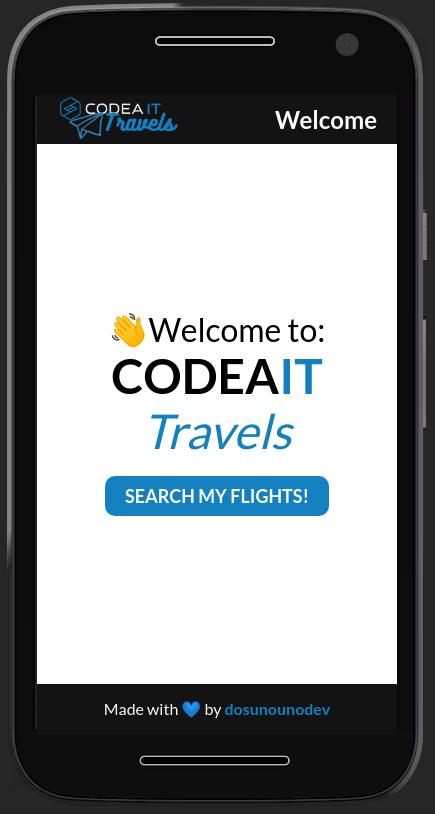 CODEA IT
Travels
Welcome
👋Welcome to:
CODEAIT
Travels
SEARCH MY FLIGHTS!
Made with 💙 by dosunounodev